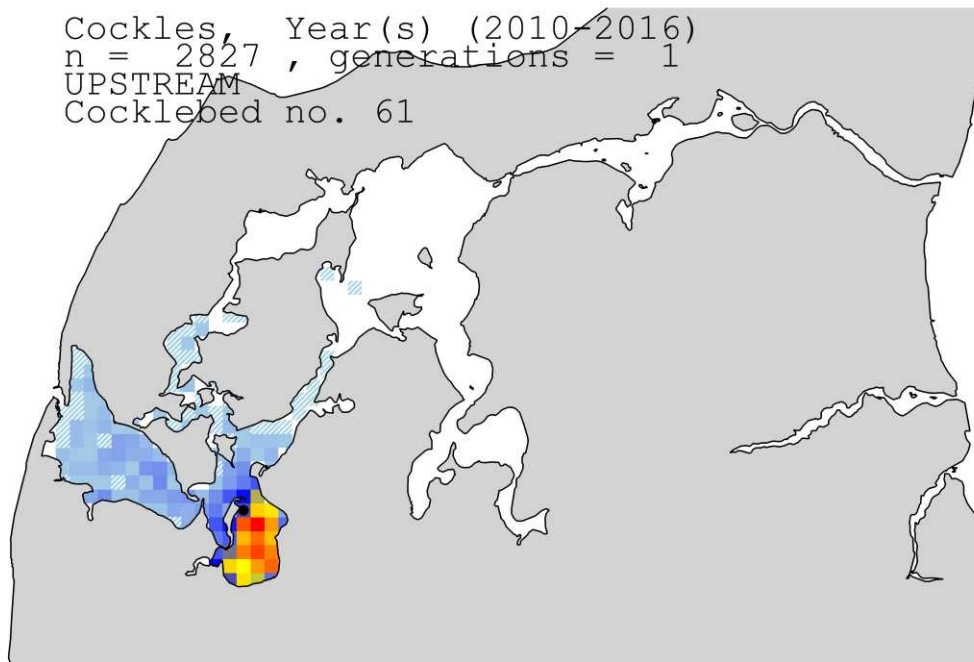 Cockles, Year(s) (2010-2016)
n = 2827 , generations = 1
UPSTREAM
Cocklebed no. 61